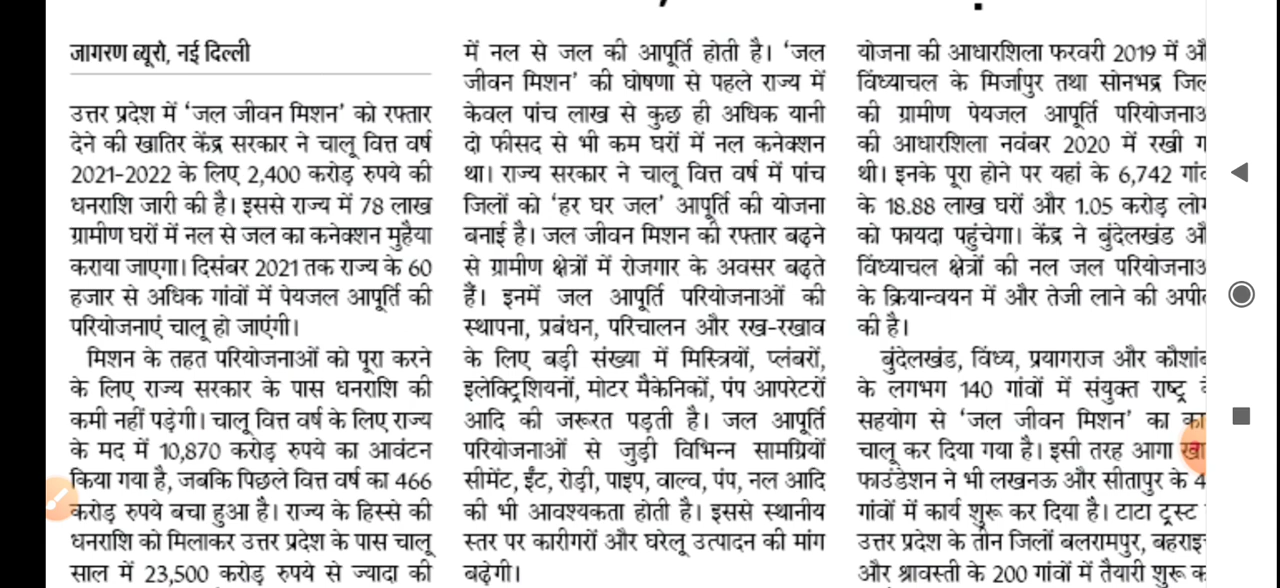 जागरण ब्यूरो, नई दिल्ली
उत्तर प्रदेश में ‘जल जीवन मिशन’ को रफ्तार
देने की खातिर केंद्र सरकार ने चालू वित्त वर्ष
2021-2022 के लिए 2,400 करोड़ रुपये की
धनराशि जारी की है। इससे राज्य में 78 लाख
ग्रामीण घरों में नल से जल का कनेक्शन मुहैया
कराया जाएगा। दिसंबर 2021 तक राज्य के 60
हजार से अधिक गांवों में पेयजल आपूर्ति की
परियोजनाएं चालू हो जाएंगी।
मिशन के तहत परियोजनाओं को पूरा करने
के लिए राज्य सरकार के पास धनराशि की
कमी नहीं पड़ेगी। चालू वित्त वर्ष के लिए राज्य
के मद में 10,870 करोड़ रुपये का आवंटन
किया गया है, जबकि पिछले वित्त वर्ष का 466
करोड़ रुपये बचा हुआ है। राज्य के हिस्से की
धनराशि को मिलाकर उत्तर प्रदेश के पास चालू
साल में 23,500 करोड़ रुपये से ज्यादा की
में नल से जल की आपूर्ति होती है। ‘जल
जीवन मिशन’ की घोषणा से पहले राज्य में
केवल पांच लाख से कुछ ही अधिक यानी
दो फीसद से भी कम घरों में नल कनेक्शन
था। राज्य सरकार ने चालू वित्त वर्ष में पांच
जिलों को ‘हर घर जल’ आपूर्ति की योजना
बनाई है। जल जीवन मिशन की रफ्तार बढ़ने
से ग्रामीण क्षेत्रों में रोजगार के अवसर बढ़ते
हैं। इनमें जल आपूर्ति परियोजनाओं की
स्थापना, प्रबंधन, परिचालन और रख-रखाव
के लिए बड़ी संख्या में मिस्त्रियों, प्लंबरों,
इलेक्ट्रिशियनों, मोटर मैकेनिकों, पंप आपरेटरों
आदि की जरूरत पड़ती है। जल आपूर्ति
परियोजनाओं से जुड़ी विभिन्न सामग्रियों
सीमेंट, ईंट, रोड़ी, पाइप, वाल्व, पंप, नल आदि
की भी आवश्यकता होती है। इससे स्थानीय
स्तर पर कारीगरों और घरेलू उत्पादन की मांग
बढ़ेगी।
योजना की आधारशिला फरवरी 2019 में
विंध्याचल के मिर्जापुर तथा सोनभद्र
की ग्रामीण पेयजल आपूर्ति
की आधारशिला नवंबर 2020 में रखी
थी। इनके पूरा होने पर यहां के 6,742
के 18.88 लाख घरों और 1.05 करोड़
को फायदा पहुंचेगा। केंद्र ने बुंदेलखंड
विंध्याचल क्षेत्रों की नल जल
के क्रियान्वयन में और तेजी लाने की
की है।
बुंदेलखंड, विंध्य, प्रयागराज और
के लगभग 140 गांवों में संयुक्त राष्ट्र
सहयोग से ‘जल जीवन मिशन’ का
चालू कर दिया गया है। इसी तरह आगा
फाउंडेशन ने भी लखनऊ और सीतापुर के
गांवों में कार्य शुरू कर दिया है। टाटा ट्रस्ट
उत्तर प्रदेश के तीन जिलों बलरामपुर,
और श्रावस्ती के 200 गांवों में तैयारी शुरू